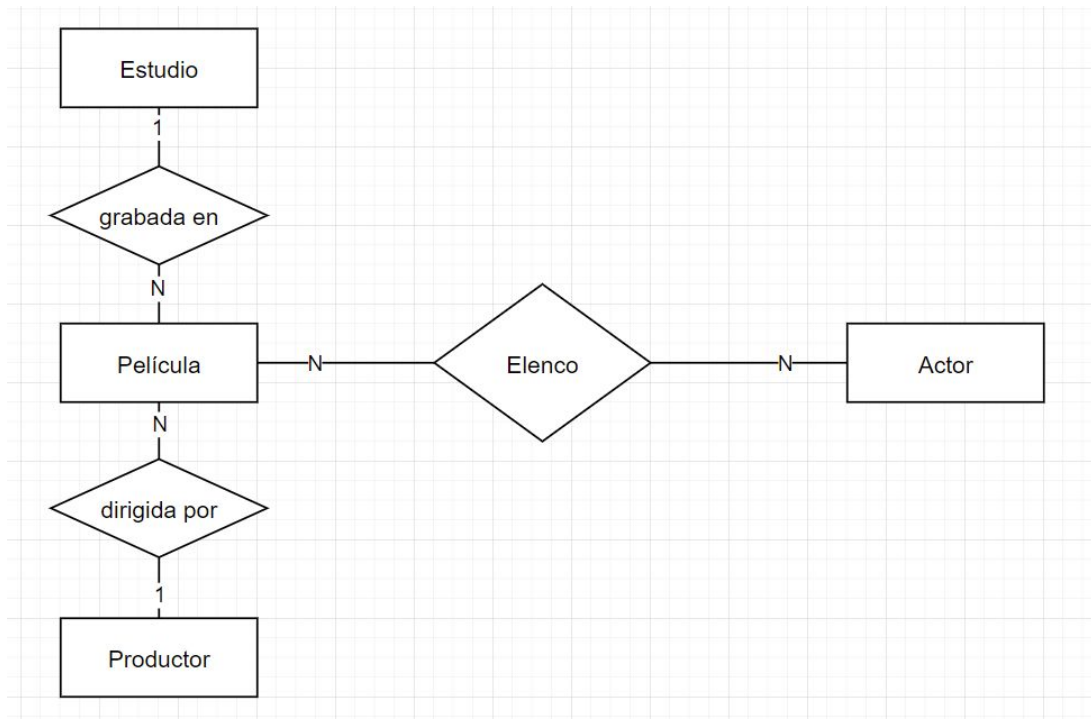 Estudio
1
grabada en
N
Película
N
Elenco
N
Actor
N
dirigida por
1
Productor